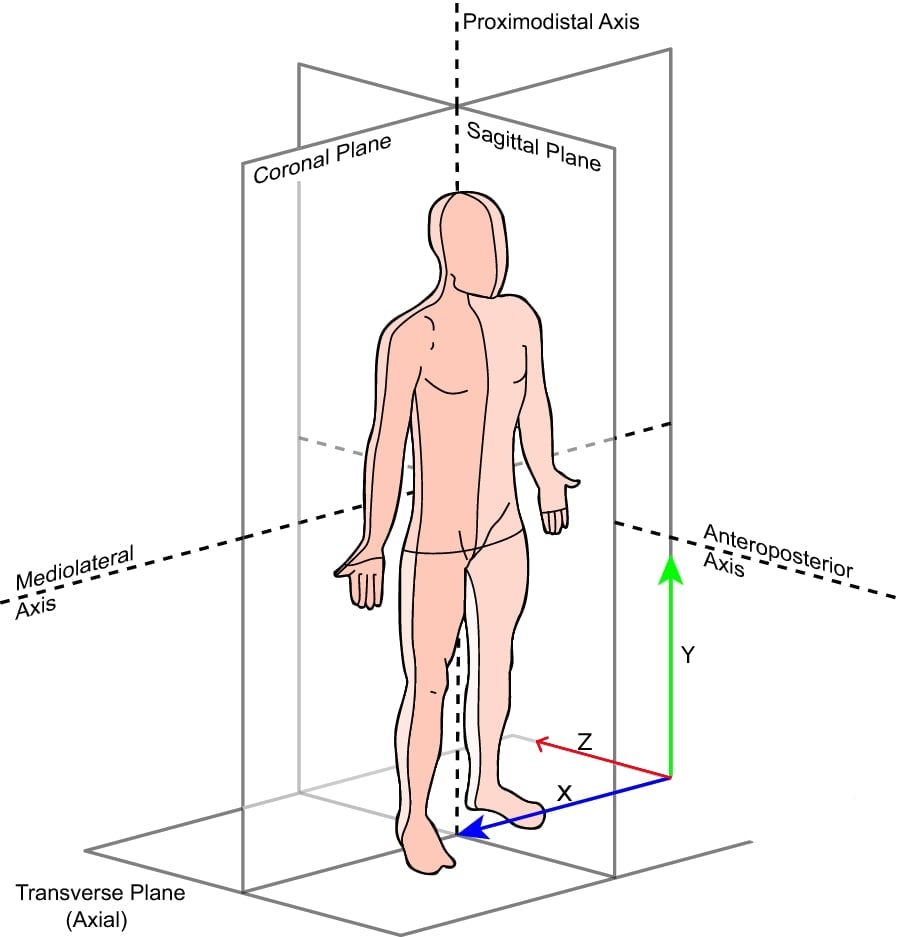 Proximodistal Axis
Coronal Plane
Sagittal Plane
Mediolateral
Axis
Anteroposterior
Axis
Y
Z
X
Transverse Plane
(Axial)